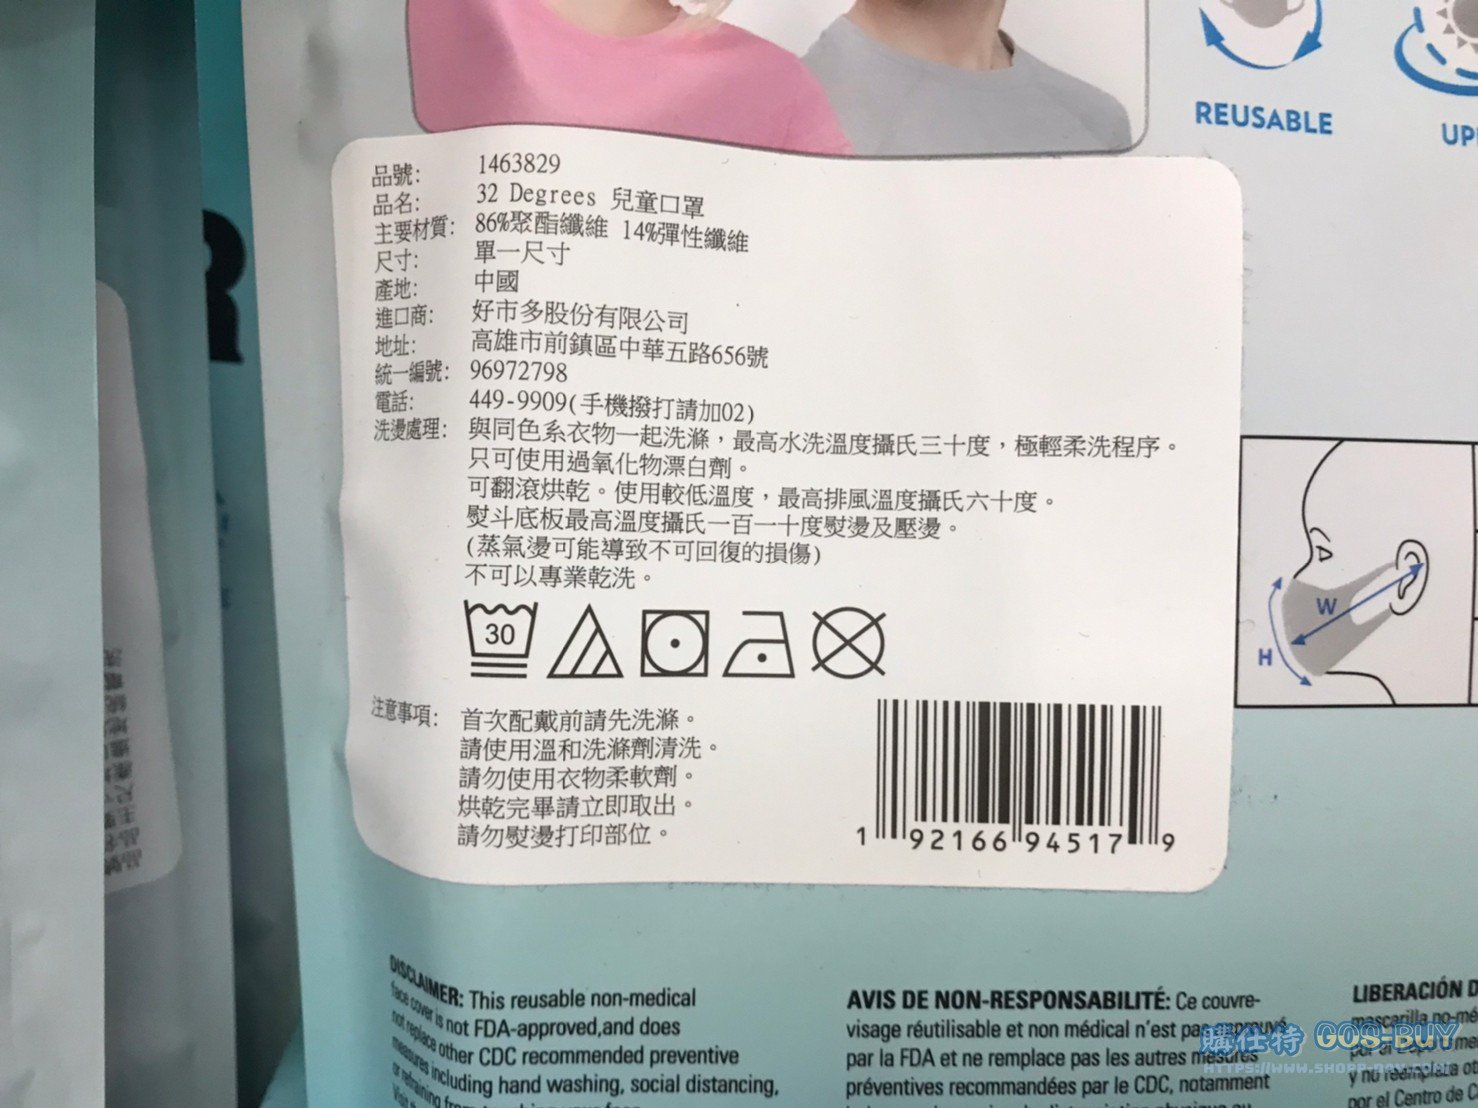 REUSABLE
品號: 1463829
品名: 32 Degrees 兒童口罩
主要材質: 86%聚酯纖維 14%彈性纖維
尺寸: 單一尺寸
產地: 中國
進口商: 好市多股份有限公司
地址: 高雄市前鎮區中華五路656號
統一編號: 96972798
電話: 449-9909(手機撥打請加02)
洗燙處理: 與同色系衣物一起洗滌，最高水洗溫度攝氏三十度，極輕柔洗程序。
只可使用過氧化物漂白劑。
可翻滾烘乾。使用較低溫度，最高排風溫度攝氏六十度。
熨斗底板最高溫度攝氏一百一十度熨燙及壓燙。
(蒸氣燙可能導致不可回復的損傷)
不可以專業乾洗。
30
注意事項: 首次配戴前請先洗滌。
請使用溫和洗滌劑清洗。
請勿使用衣物柔軟劑。
烘乾完畢請立即取出。
請勿熨燙打印部位。
1 92166 94517 9
W
H
DISCLAIMER: This reusable non-medical
face cover is not FDA-approved,and does
not replace other CDC recommended preventive
measures including hand washing, social distancing,
AVIS DE NON-RESPONSABILITÉ: Ce couvre-
visage réutilisable et non médical n'est pas approuvé
par la FDA et ne remplace pas les autres mesures
préventives recommandées par le CDC, notamment
LIBERACIÓN
mascarilla no-mé
por el Centro de C
購仕特 GOS-BUY
HTTPS://WWW.SHOPP-NAV.COM